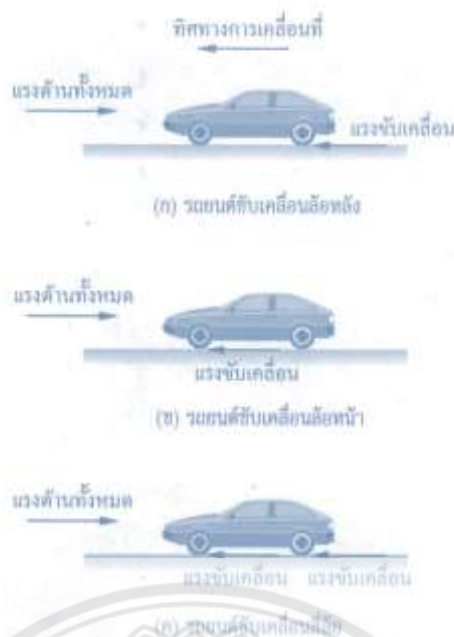 ทิศทางการเคลื่อนที่
แรงต้านทั้งหมด
แรงขับเคลื่อน
(ก) รถยนต์ขับเคลื่อนล้อหลัง
แรงต้านทั้งหมด
แรงขับเคลื่อน
(ข) รถยนต์ขับเคลื่อนล้อหน้า
แรงต้านทั้งหมด
แรงขับเคลื่อน แรงขับเคลื่อน
(ค) รถยนต์ขับเคลื่อนสี่ล้อ